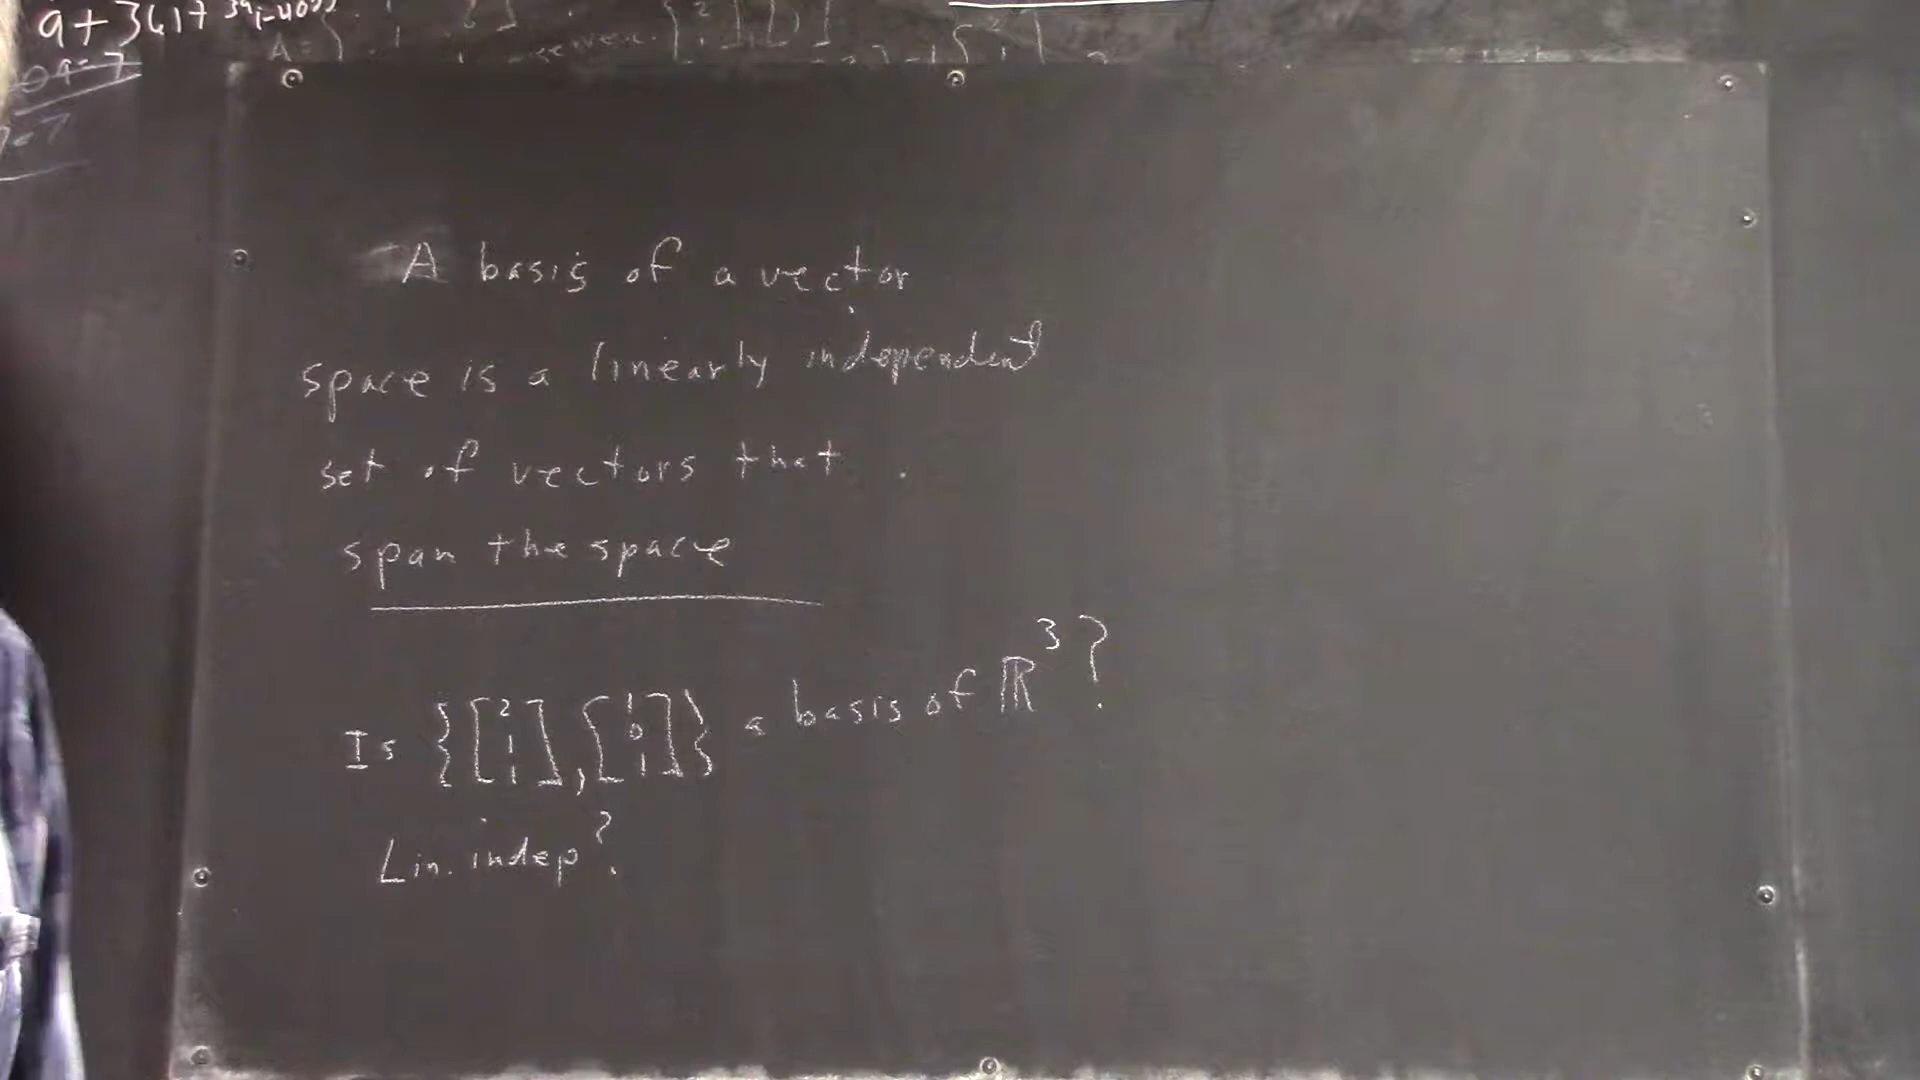 A basis of a vector
space is a linearly independent
set of vectors that
span the space
Is {[2 1 1], [1 0 1]} a basis of ℝ³?
Lin. indep?